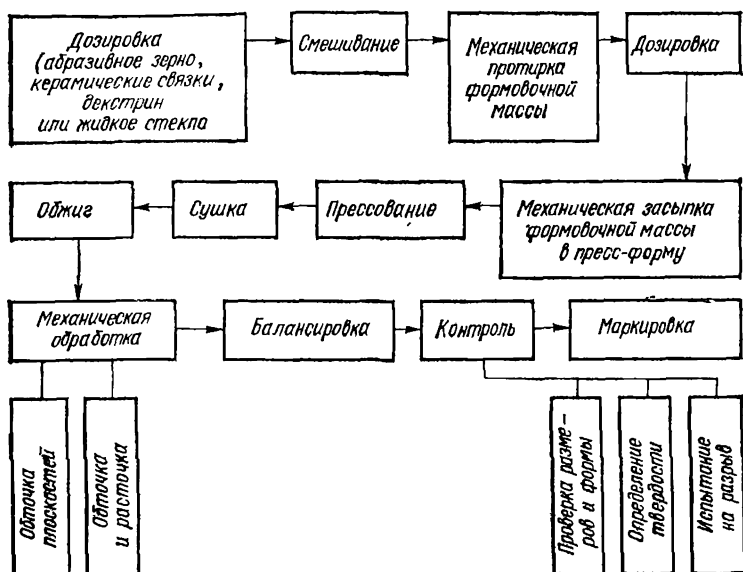 Дозировка
(абразивное зерно,
керамические связки,
декстрин
или жидкое стекло
Смешивание
Механическая
протирка
формовочной
массы
Дозировка
Обжиг
Сушка
Прессование
Механическая засыпка
формовочной массы
в пресс-форму
Механическая
обработка
Балансировка
Контроль
Маркировка
Обточка
плоскостей
Обточка
и расточка
Проверка разме-
ров и формы
Определение
твердости
Испытание
на разрыв